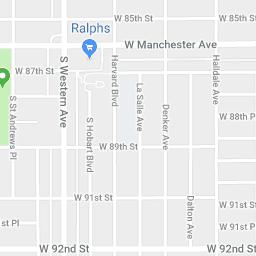 W 85th St
W 85th St
Ralphs
W Manchester Ave
W 87th St
S Western Ave
Harvard Blvd
La Salle Ave
Denker Ave
Halldale Ave
W 88th Pl
S St Andrews Pl
S Hobart Blvd
W 89th St
W 91st St
W 91st St
Dalton Ave
W 92nd St
W 92nd St